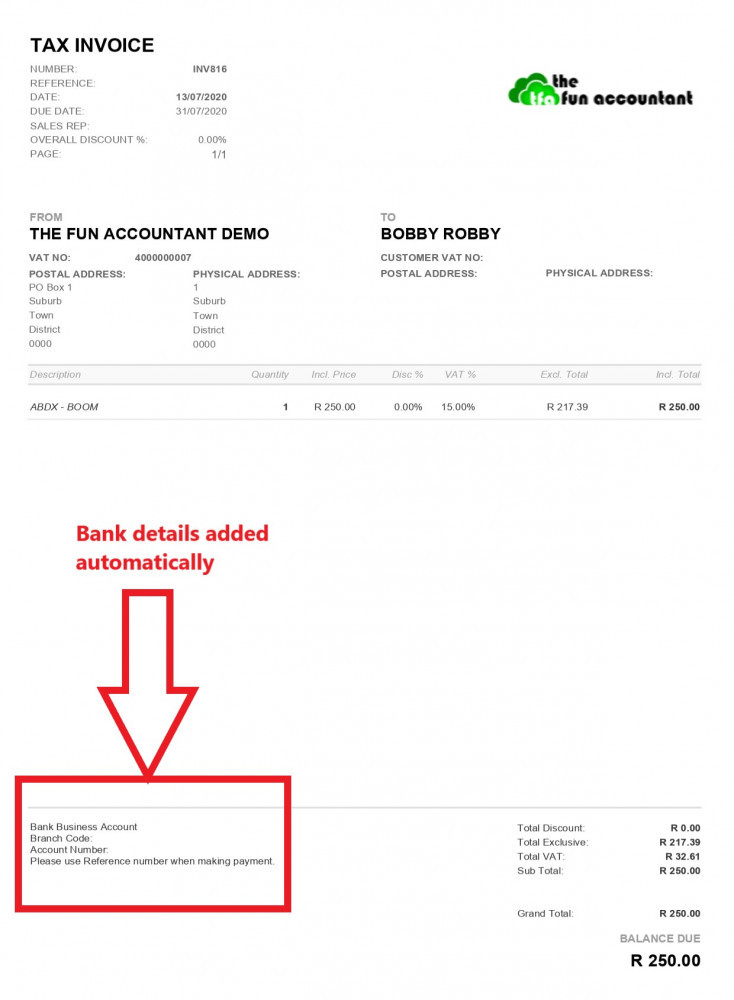 TAX INVOICE
NUMBER: INV816
REFERENCE:
DATE: 13/07/2020
DUE DATE: 31/07/2020
SALES REP:
OVERALL DISCOUNT %: 0.00%
PAGE: 1/1
the
tfa fun accountant
FROM
THE FUN ACCOUNTANT DEMO
VAT NO: 4000000007
POSTAL ADDRESS: PHYSICAL ADDRESS:
PO Box 1 1
Suburb Suburb
Town Town
District District
0000 0000
TO
BOBBY ROBBY
CUSTOMER VAT NO:
POSTAL ADDRESS: PHYSICAL ADDRESS:
Description Quantity Incl. Price Disc % VAT % Excl. Total Incl. Total
ABDX - BOOM 1 R 250.00 0.00% 15.00% R 217.39 R 250.00
Bank details added
automatically
Bank Business Account
Branch Code:
Account Number:
Please use Reference number when making payment.
Total Discount: R 0.00
Total Exclusive: R 217.39
Total VAT: R 32.61
Sub Total: R 250.00
Grand Total: R 250.00
BALANCE DUE
R 250.00